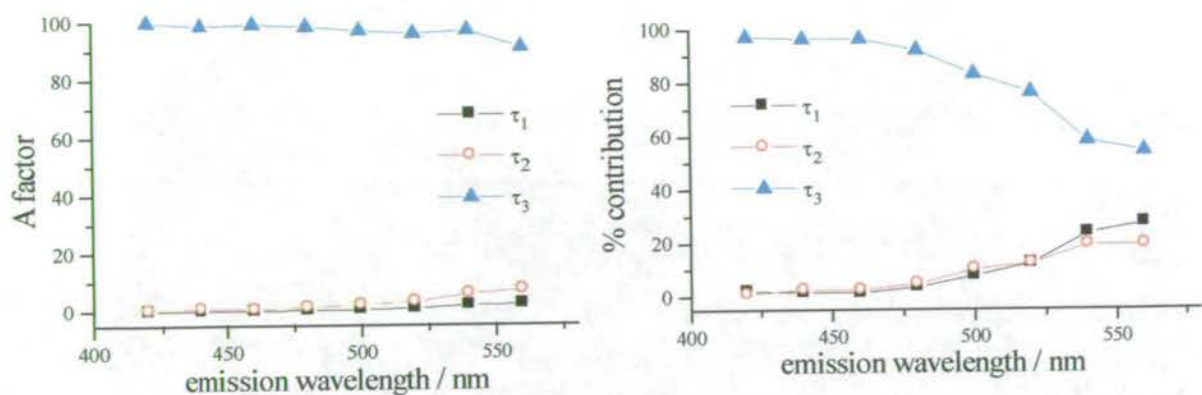 100
80
60
40
20
0
A factor
τ1
τ2
τ3
400 450 500 550
emission wavelength / nm
100
80
60
40
20
0
% contribution
τ1
τ2
τ3
400 450 500 550
emission wavelength / nm